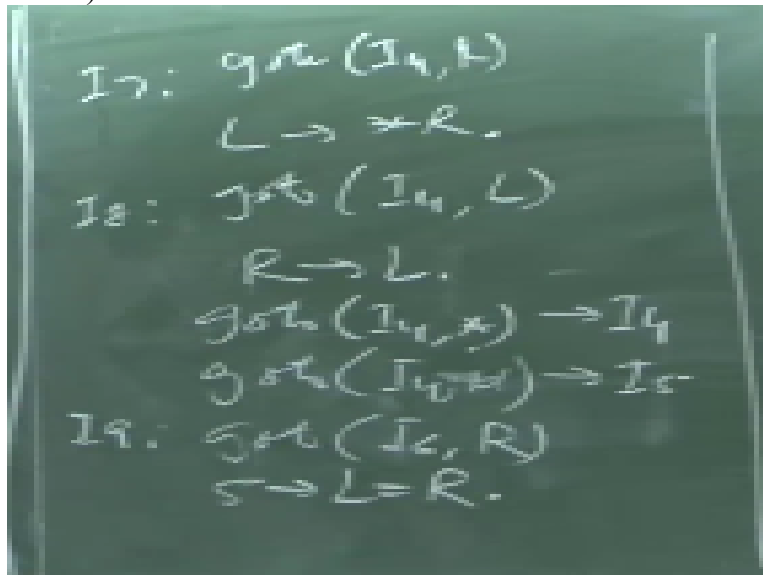 I7: goto (I4, R)
L → *R.
I8: goto (I4, L)
R → L.
goto (I4, *) → I4
goto (I4, id) → I5
I9: goto (I6, R)
S → L = R.